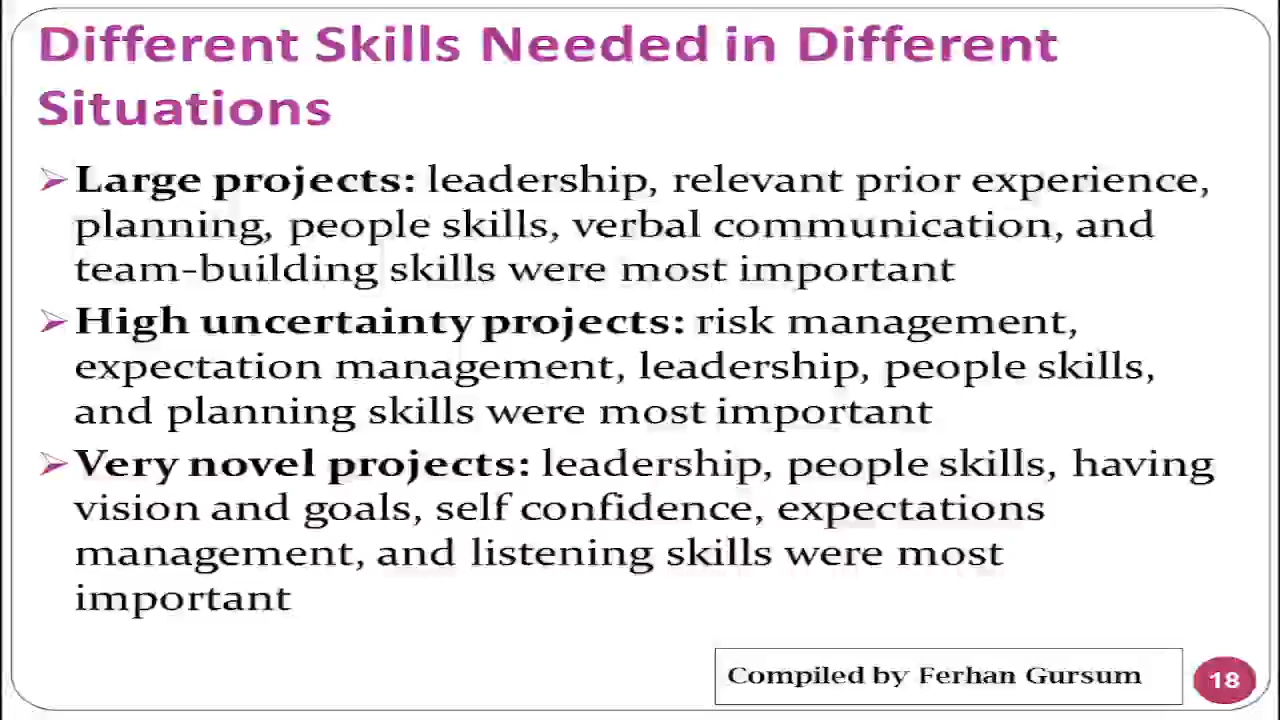 Different Skills Needed in Different
Situations
Large projects: leadership, relevant prior experience,
planning, people skills, verbal communication, and
team-building skills were most important
High uncertainty projects: risk management,
expectation management, leadership, people skills,
and planning skills were most important
Very novel projects: leadership, people skills, having
vision and goals, self confidence, expectations
management, and listening skills were most
important
Compiled by Ferhan Gursum
18